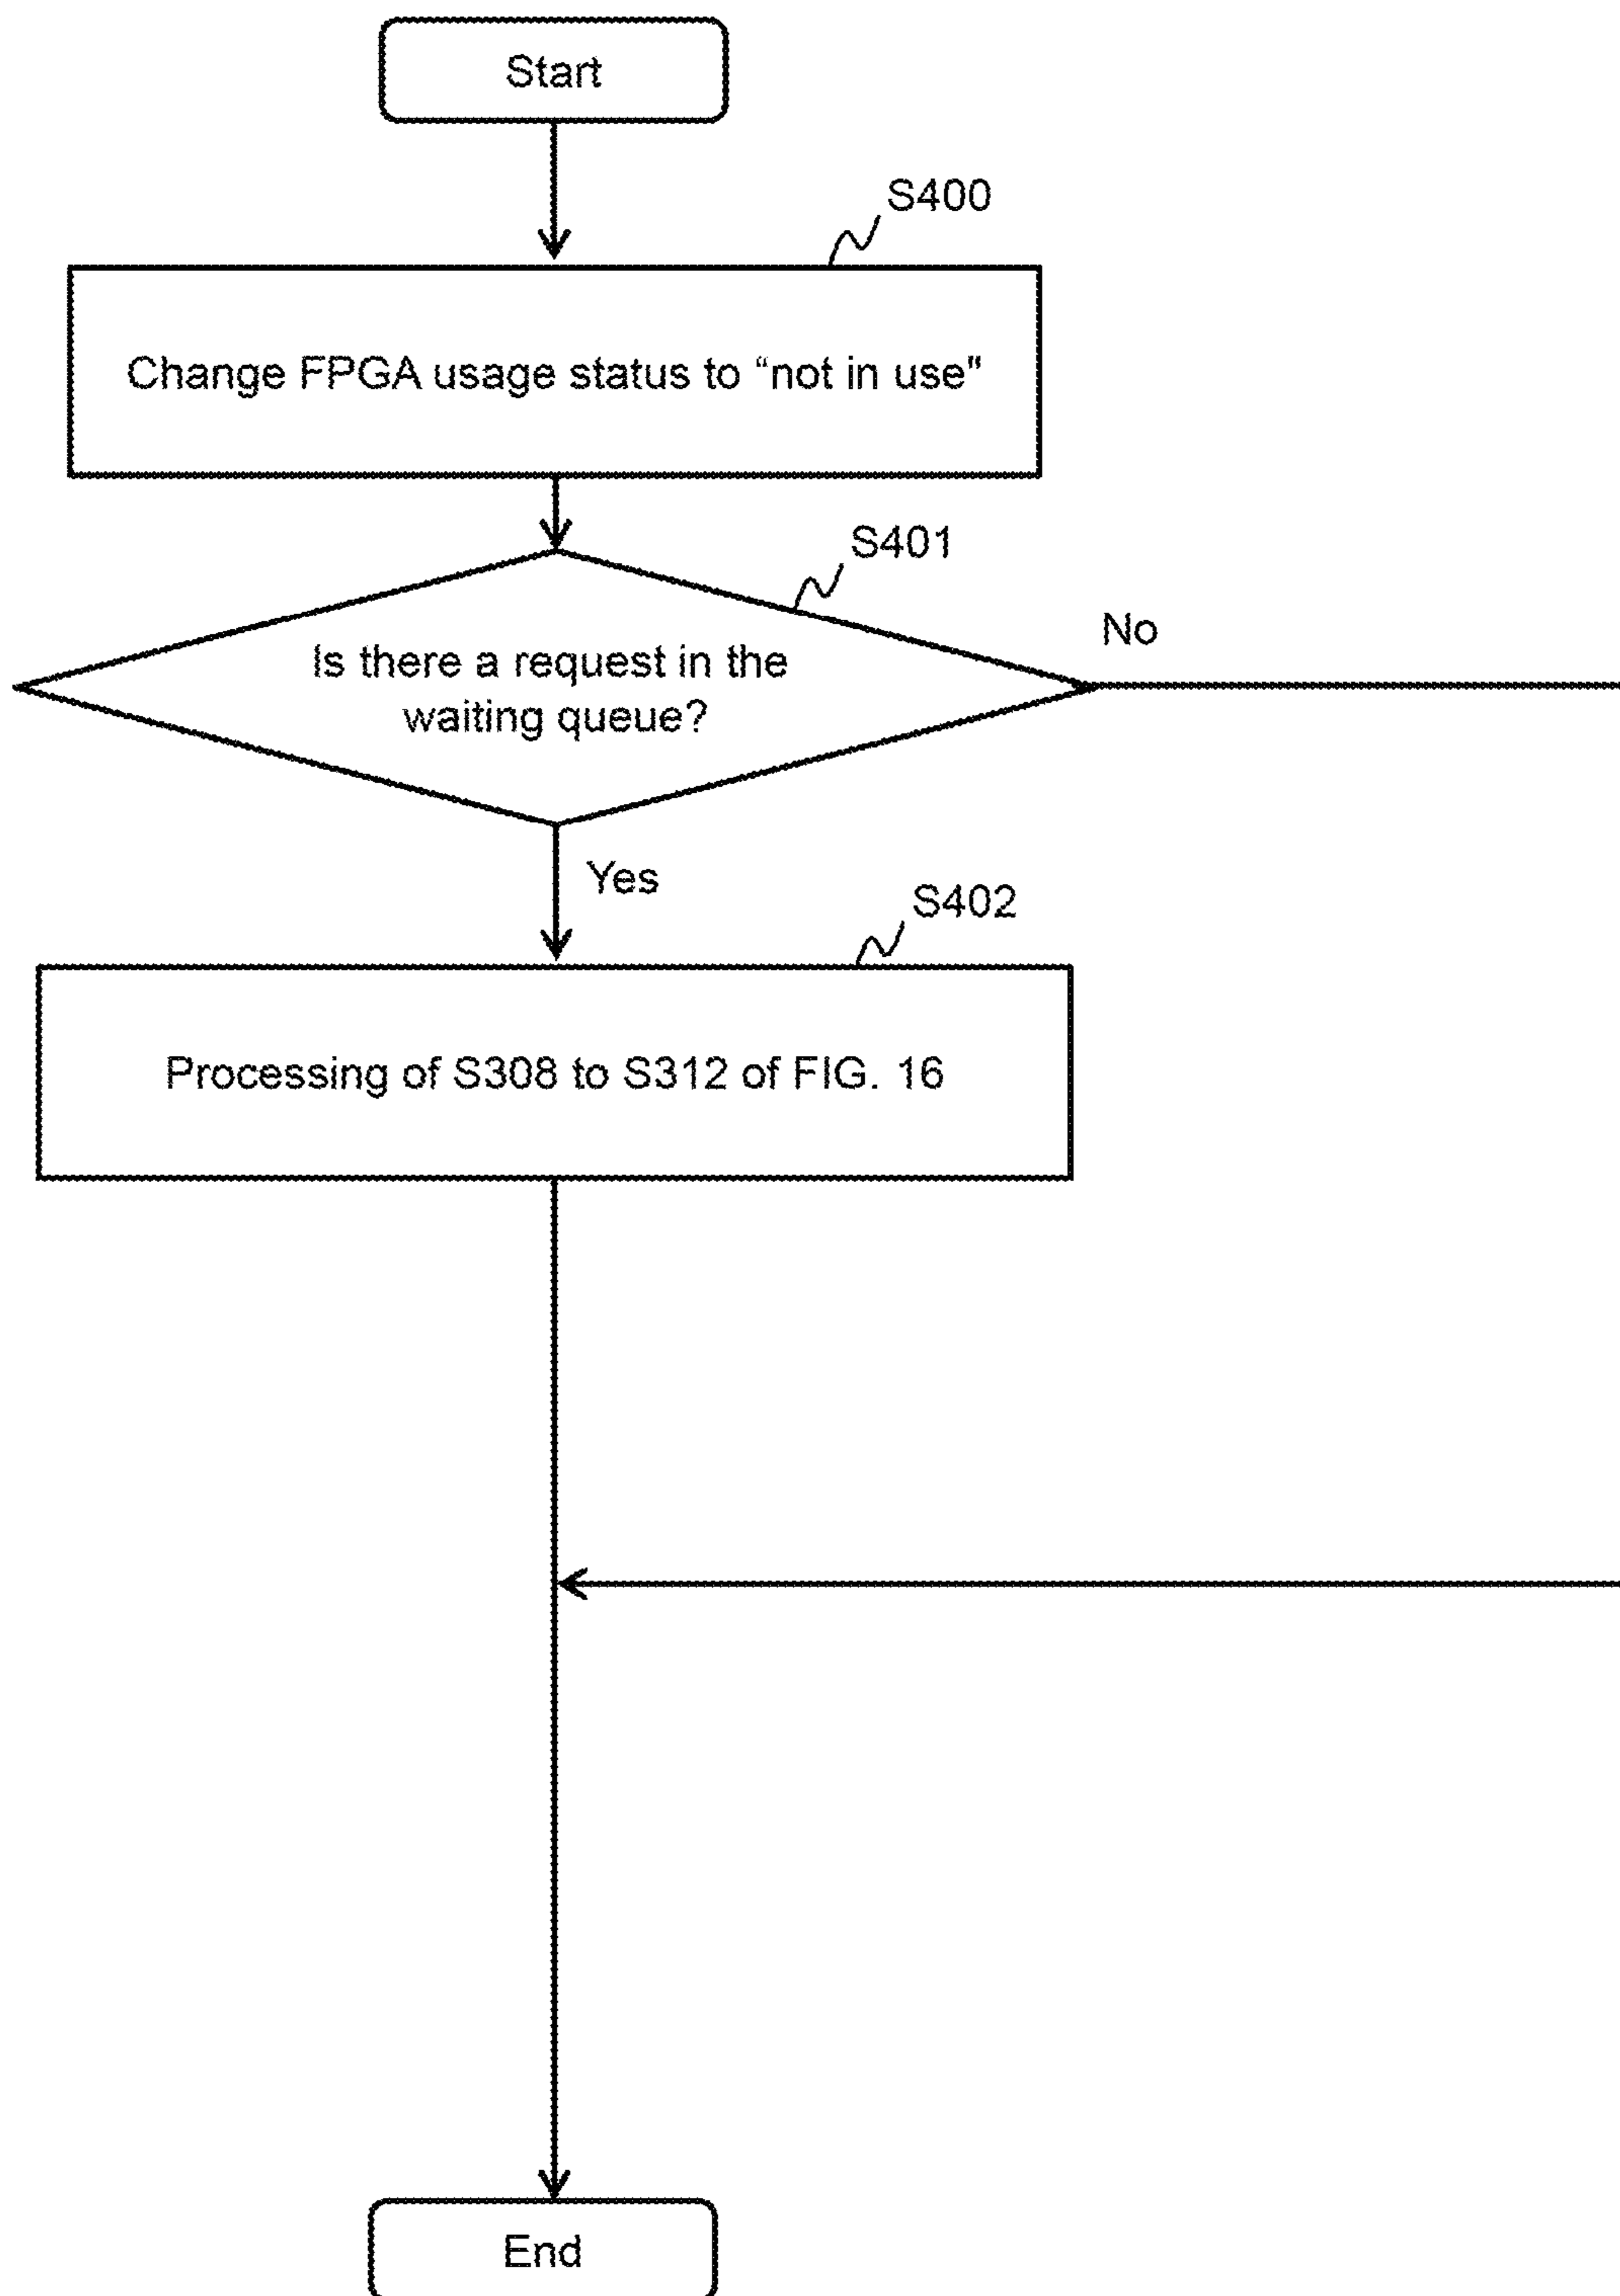 Start
S400
Change FPGA usage status to “not in use"
S401
No
Is there a request in the
waiting queue?
Yes
S402
Processing of S308 to S312 of FIG. 16
End